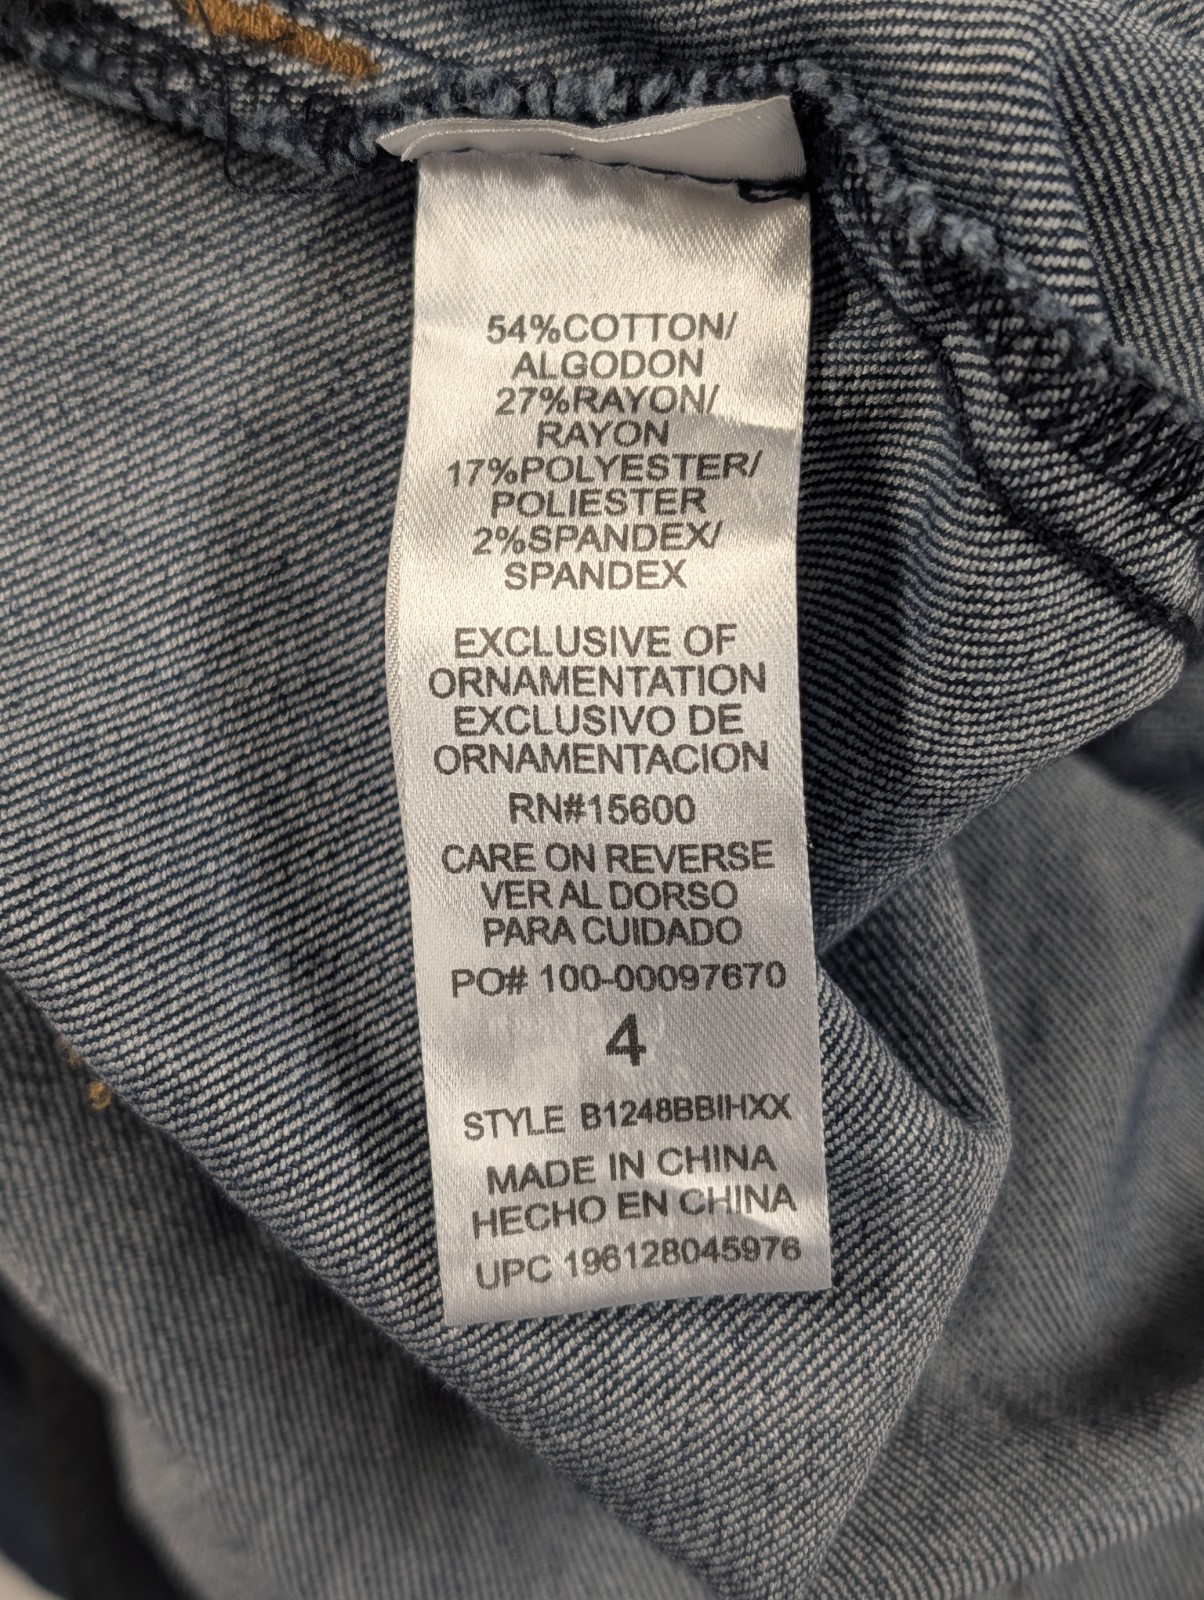 54%COTTON/
ALGODON
27%RAYON/
RAYON
17%POLYESTER/
POLIESTER
2%SPANDEX/
SPANDEX
EXCLUSIVE OF
ORNAMENTATION
EXCLUSIVO DE
ORNAMENTACION
RN#15600
CARE ON REVERSE
VER AL DORSO
PARA CUIDADO
PO# 100-00097670
4
STYLE B1248BBIHXX
MADE IN CHINA
HECHO EN CHINA
UPC 196128045976